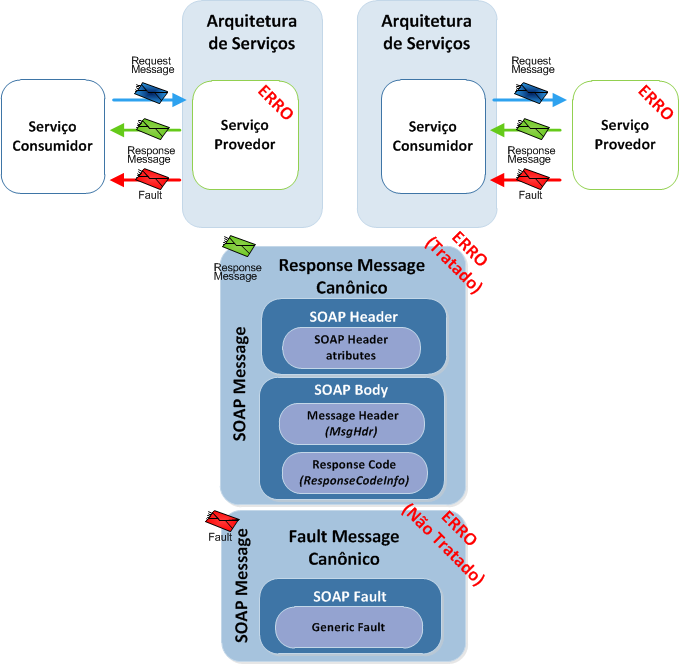 Arquitetura
de Serviços
Request
Message
Serviço
Consumidor
ERRO
Serviço
Provedor
Response
Message
Fault
Arquitetura
de Serviços
Request
Message
Serviço
Consumidor
ERRO
Serviço
Provedor
Response
Message
Fault
Response
Message
ERRO
(Tratado)
Response Message
Canônico
SOAP Message
SOAP Header
SOAP Header
atributes
SOAP Body
Message Header
(MsgHdr)
Response Code
(ResponseCodeInfo)
Fault
ERRO
(Não Tratado)
SOAP Message
Fault Message
Canônico
SOAP Fault
Generic Fault